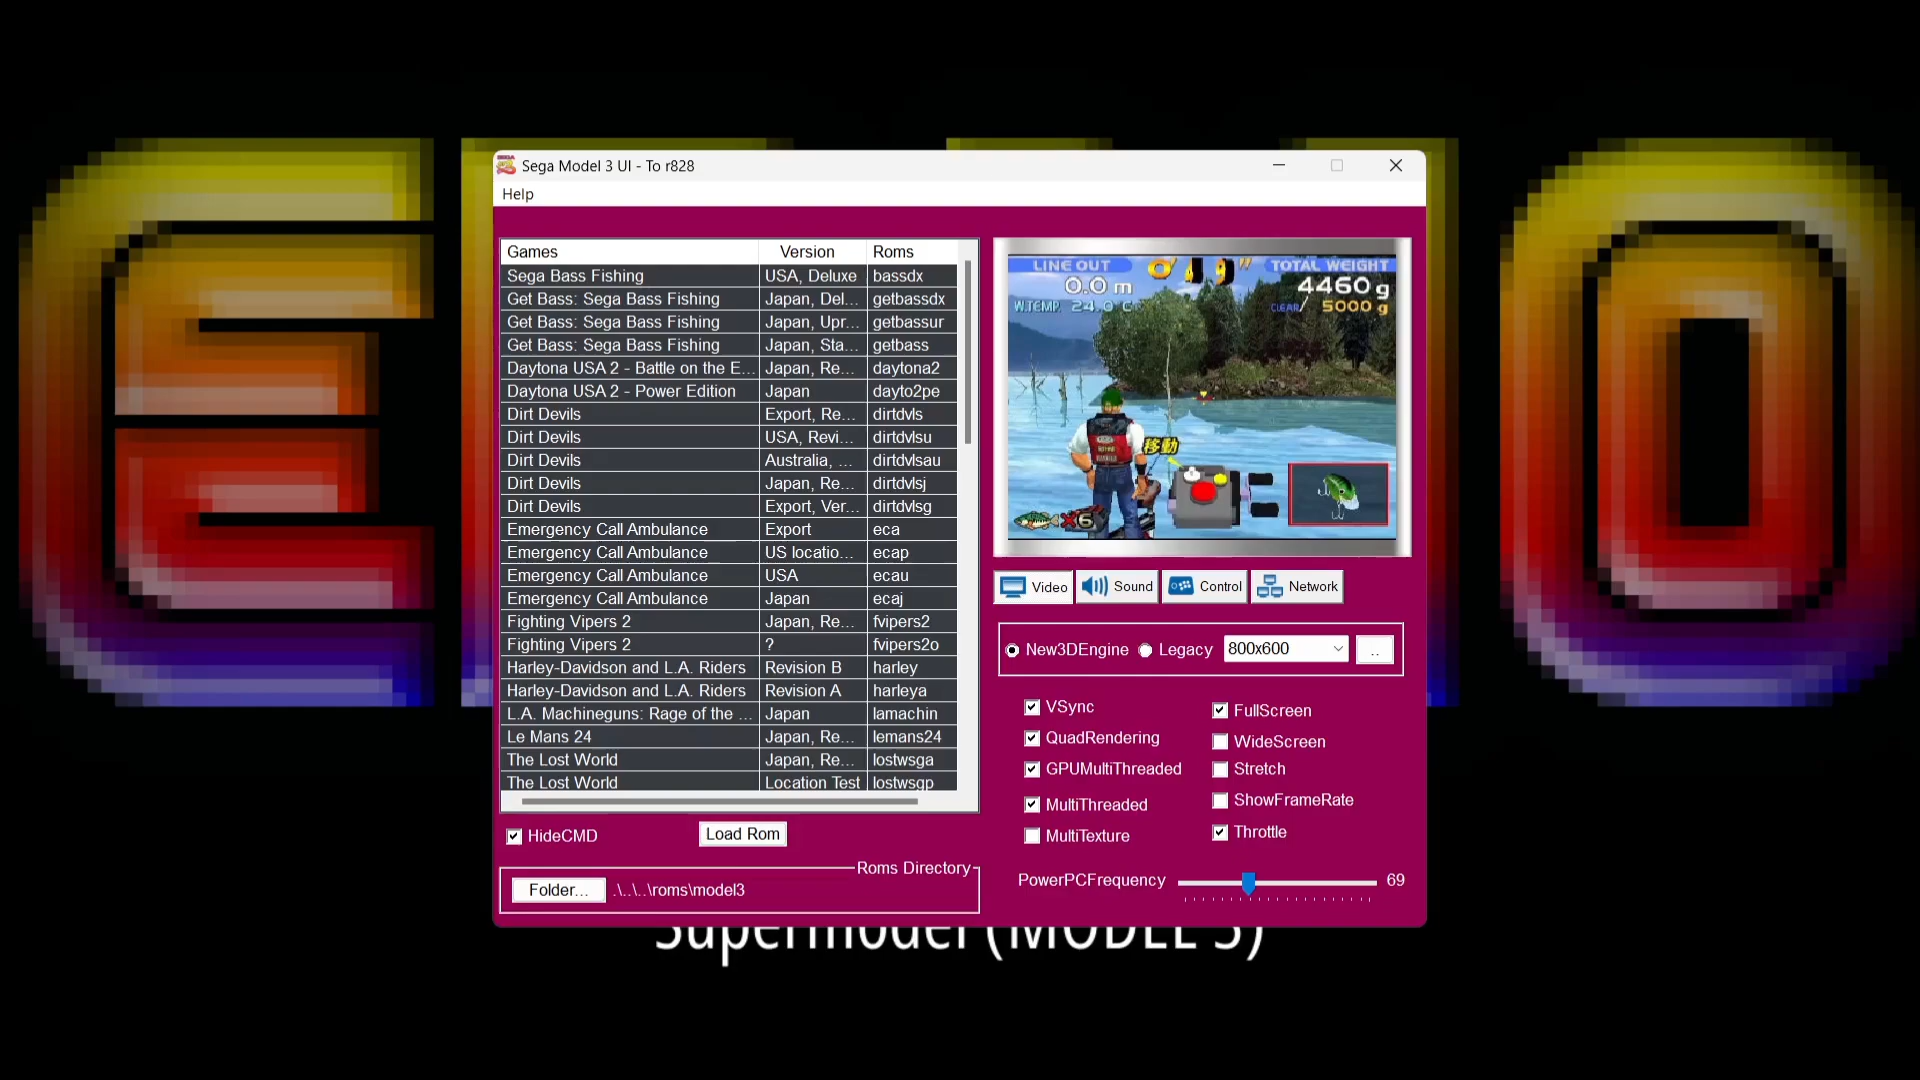 Sega Model 3 UI - To r828
Help
Games Version Roms
Sega Bass Fishing USA, Deluxe bassdx
Get Bass: Sega Bass Fishing Japan, Del... getbassdx
Get Bass: Sega Bass Fishing Japan, Upr... getbassur
Get Bass: Sega Bass Fishing Japan, Sta... getbass
Daytona USA 2 - Battle on the E... Japan, Re... daytona2
Daytona USA 2 - Power Edition Japan dayto2pe
Dirt Devils Export, Re... dirtdvls
Dirt Devils USA, Revi... dirtdvlsu
Dirt Devils Australia, ... dirtdvlsau
Dirt Devils Japan, Re... dirtdvlsj
Dirt Devils Export, Ver... dirtdvlsg
Emergency Call Ambulance Export eca
Emergency Call Ambulance US locatio... ecap
Emergency Call Ambulance USA ecau
Emergency Call Ambulance Japan ecaj
Fighting Vipers 2 Japan, Re... fvipers2
Fighting Vipers 2 ? fvipers2o
Harley-Davidson and L.A. Riders Revision B harley
Harley-Davidson and L.A. Riders Revision A harleya
L.A. Machineguns: Rage of the ... Japan lamachin
Le Mans 24 Japan, Re... lemans24
The Lost World Japan, Re... lostwsga
The Lost World Location Test lostwsgp
HideCMD
Load Rom
Roms Directory
Folder... .\..\..\roms\model3
LINE OUT 0'19" TOTAL WEIGHT
0.0 m 4460 g
W.TEMP. 24.0 C CLEAR/ 5000 g
移動
X6
Video Sound Control Network
New3DEngine Legacy 800x600 ..
VSync FullScreen
QuadRendering WideScreen
GPUMultiThreaded Stretch
MultiThreaded ShowFrameRate
MultiTexture Throttle
PowerPCFrequency 69
Supermodel (MODEL 3)